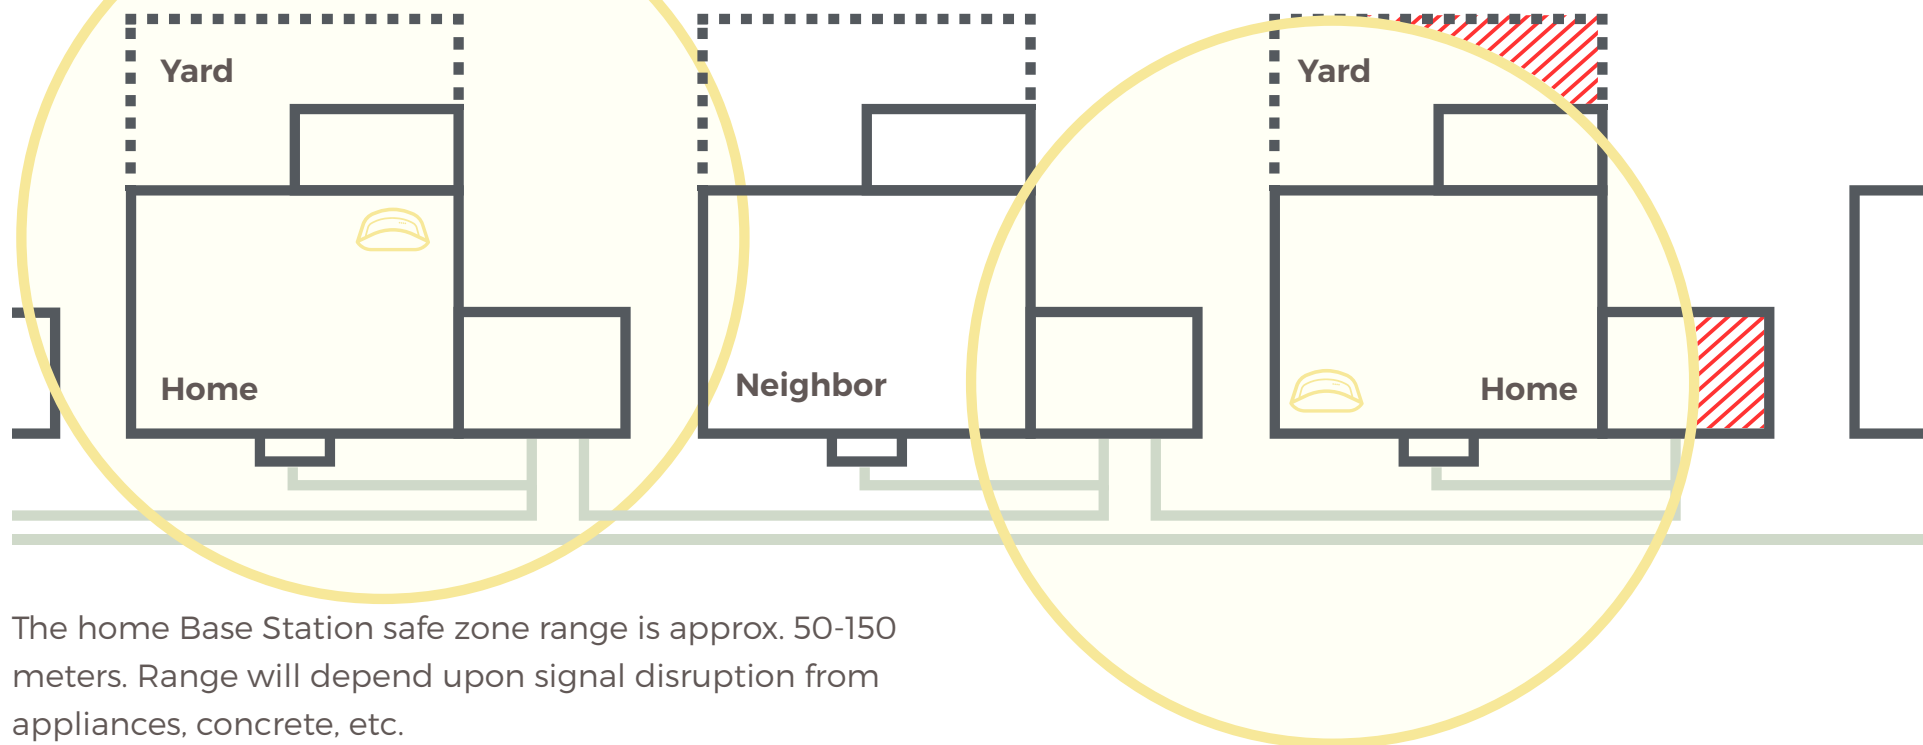 Yard
Yard
Home
Neighbor
Home
The home Base Station safe zone range is approx. 50-150
meters. Range will depend upon signal disruption from
appliances, concrete, etc.